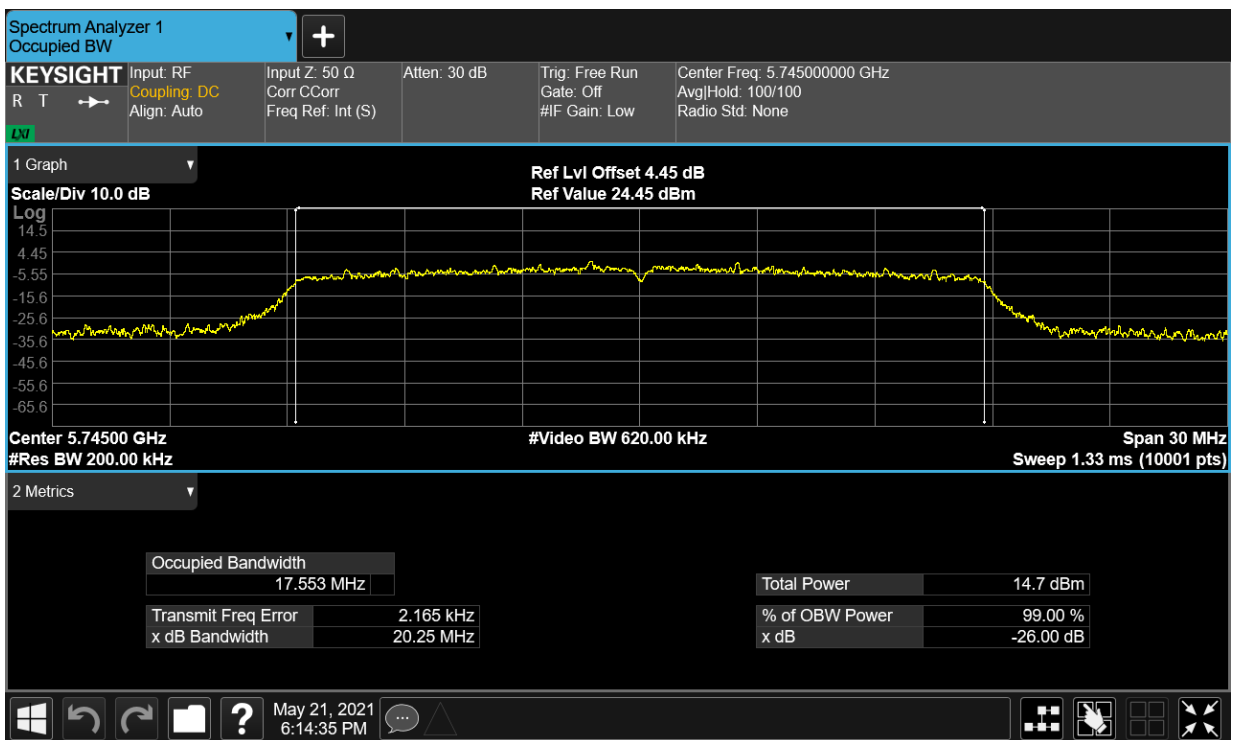 Spectrum Analyzer 1
Occupied BW
▼
+
KEYSIGHT Input: RF Input Z: 50 Ω Atten: 30 dB Trig: Free Run Center Freq: 5.745000000 GHz
R T Coupling: DC Corr CCorr Gate: Off Avg|Hold: 100/100
Align: Auto Freq Ref: Int (S) #IF Gain: Low Radio Std: None
LXI
1 Graph ▼
Ref Lvl Offset 4.45 dB
Scale/Div 10.0 dB Ref Value 24.45 dBm
Log
14.5
4.45
-5.55
-15.6
-25.6
-35.6
-45.6
-55.6
-65.6
Center 5.74500 GHz #Video BW 620.00 kHz Span 30 MHz
#Res BW 200.00 kHz Sweep 1.33 ms (10001 pts)
2 Metrics ▼
Occupied Bandwidth
17.553 MHz Total Power 14.7 dBm
Transmit Freq Error 2.165 kHz % of OBW Power 99.00 %
x dB Bandwidth 20.25 MHz x dB -26.00 dB
? May 21, 2021
6:14:35 PM